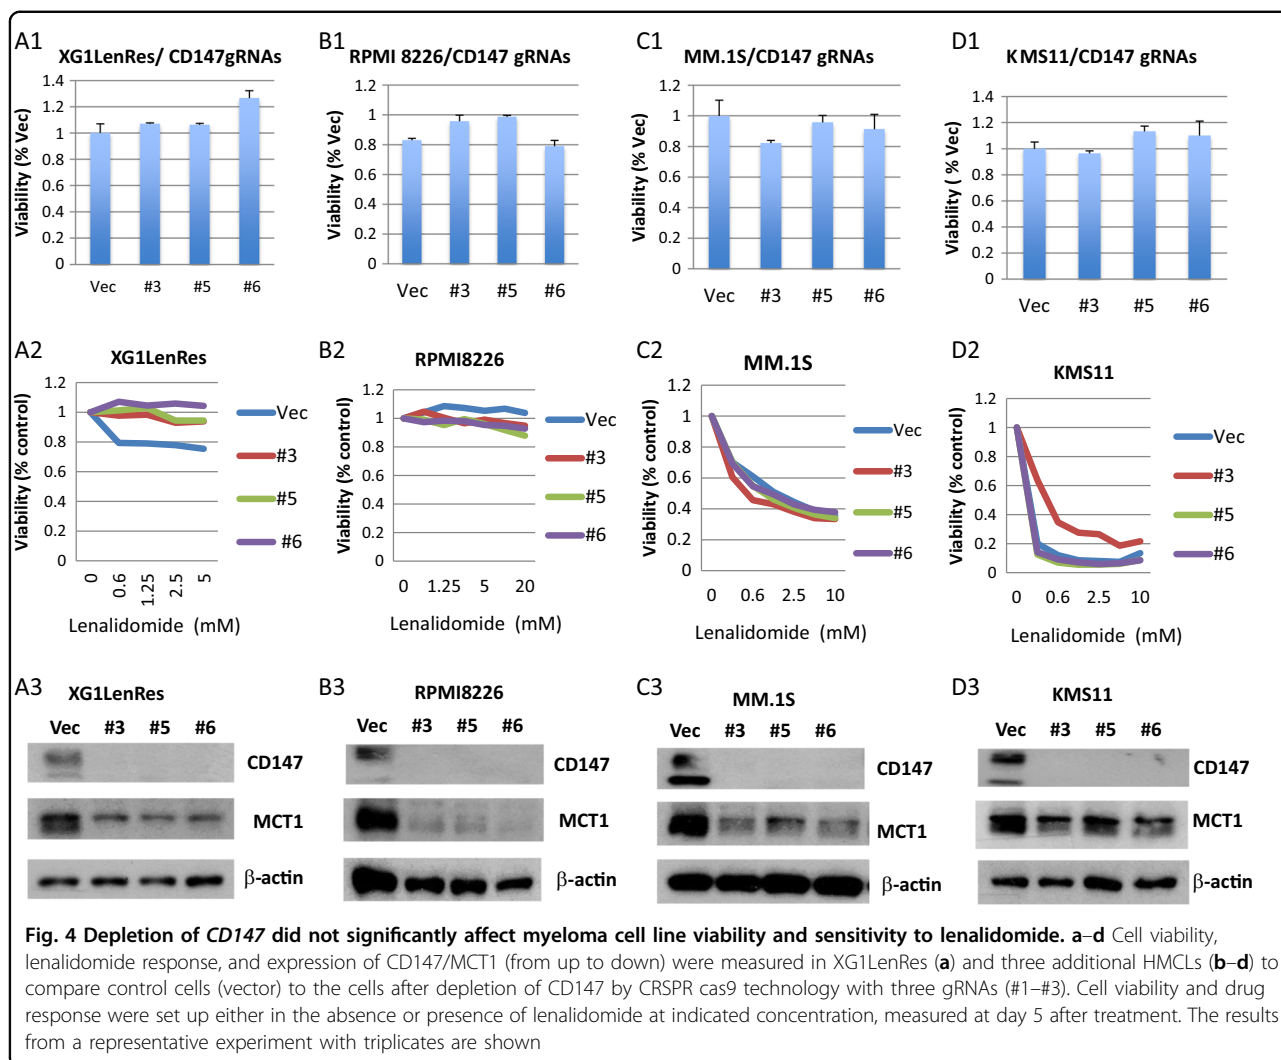 A1
XG1LenRes/ CD147gRNAs
Viability (% Vec)
1.4
1.2
1
0.8
0.6
0.4
0.2
0
Vec #3 #5 #6
B1
RPMI 8226/CD147 gRNAs
Viability (% Vec)
1.2
1
0.8
0.6
0.4
0.2
0
Vec #3 #5 #6
C1
MM.1S/CD147 gRNAs
Viability (% Vec)
1.2
1
0.8
0.6
0.4
0.2
0
Vec #3 #5 #6
D1
KMS11/CD147 gRNAs
Viability ( % Vec)
1.4
1.2
1
0.8
0.6
0.4
0.2
0
Vec #3 #5 #6
A2
XG1LenRes
Viability (% control)
1.2
1
0.8
0.6
0.4
0.2
0
0 0.6 1.25 2.5 5
Lenalidomide (mM)
Vec
#3
#5
#6
B2
RPMI8226
Viability (% control)
1.2
1
0.8
0.6
0.4
0.2
0
0 1.25 5 20
Lenalidomide (mM)
Vec
#3
#5
#6
C2
MM.1S
Viability (% control)
1.2
1
0.8
0.6
0.4
0.2
0
0 0.6 2.5 10
Lenalidomide (mM)
Vec
#3
#5
#6
D2
KMS11
Viability (% control)
1.2
1
0.8
0.6
0.4
0.2
0
0 0.6 2.5 10
Lenalidomide (mM)
Vec
#3
#5
#6
A3
XG1LenRes
Vec #3 #5 #6
CD147
MCT1
β-actin
B3
RPMI8226
Vec #3 #5 #6
CD147
MCT1
β-actin
C3
MM.1S
Vec #3 #5 #6
CD147
MCT1
β-actin
D3
KMS11
Vec #3 #5 #6
CD147
MCT1
β-actin
Fig. 4 Depletion of CD147 did not significantly affect myeloma cell line viability and sensitivity to lenalidomide. a–d Cell viability,
lenalidomide response, and expression of CD147/MCT1 (from up to down) were measured in XG1LenRes (a) and three additional HMCLs (b–d) to
compare control cells (vector) to the cells after depletion of CD147 by CRSPR cas9 technology with three gRNAs (#1–#3). Cell viability and drug
response were set up either in the absence or presence of lenalidomide at indicated concentration, measured at day 5 after treatment. The results
from a representative experiment with triplicates are shown